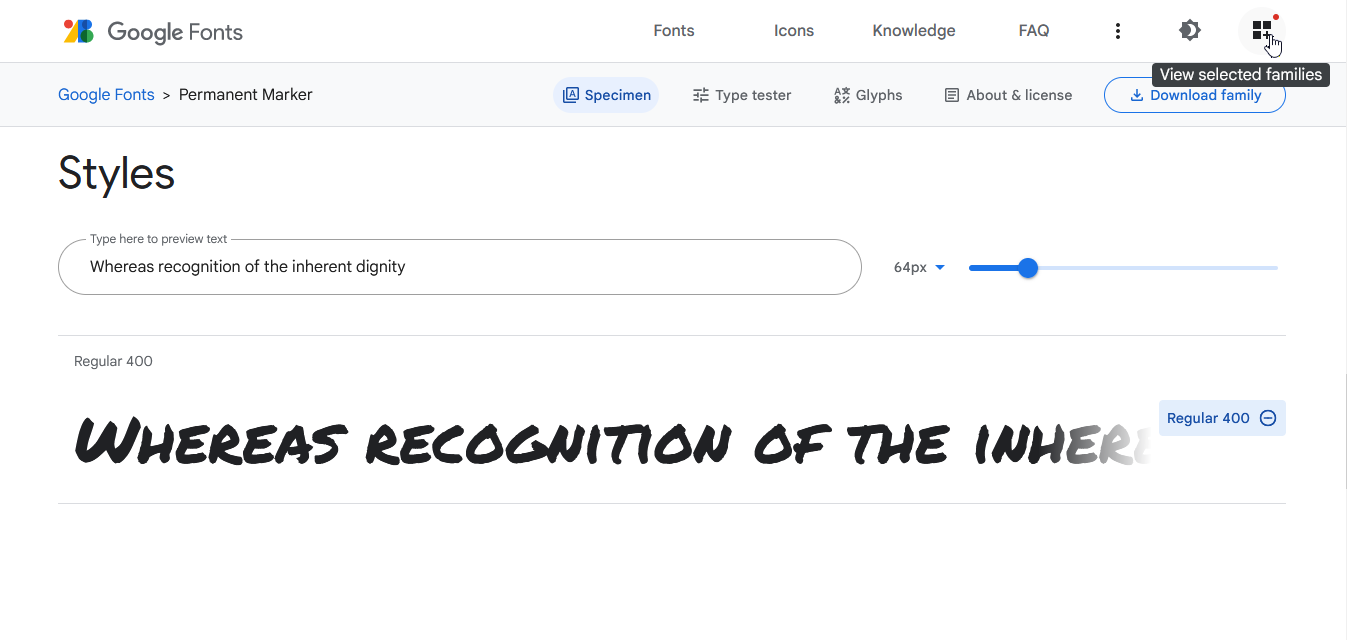 Google Fonts
Fonts Icons Knowledge FAQ
View selected families
Google Fonts > Permanent Marker
Specimen Type tester Glyphs About & license Download family
Styles
Type here to preview text
Whereas recognition of the inherent dignity
64px
Regular 400
WHEREAS RECOGNITION OF THE INHERE
Regular 400